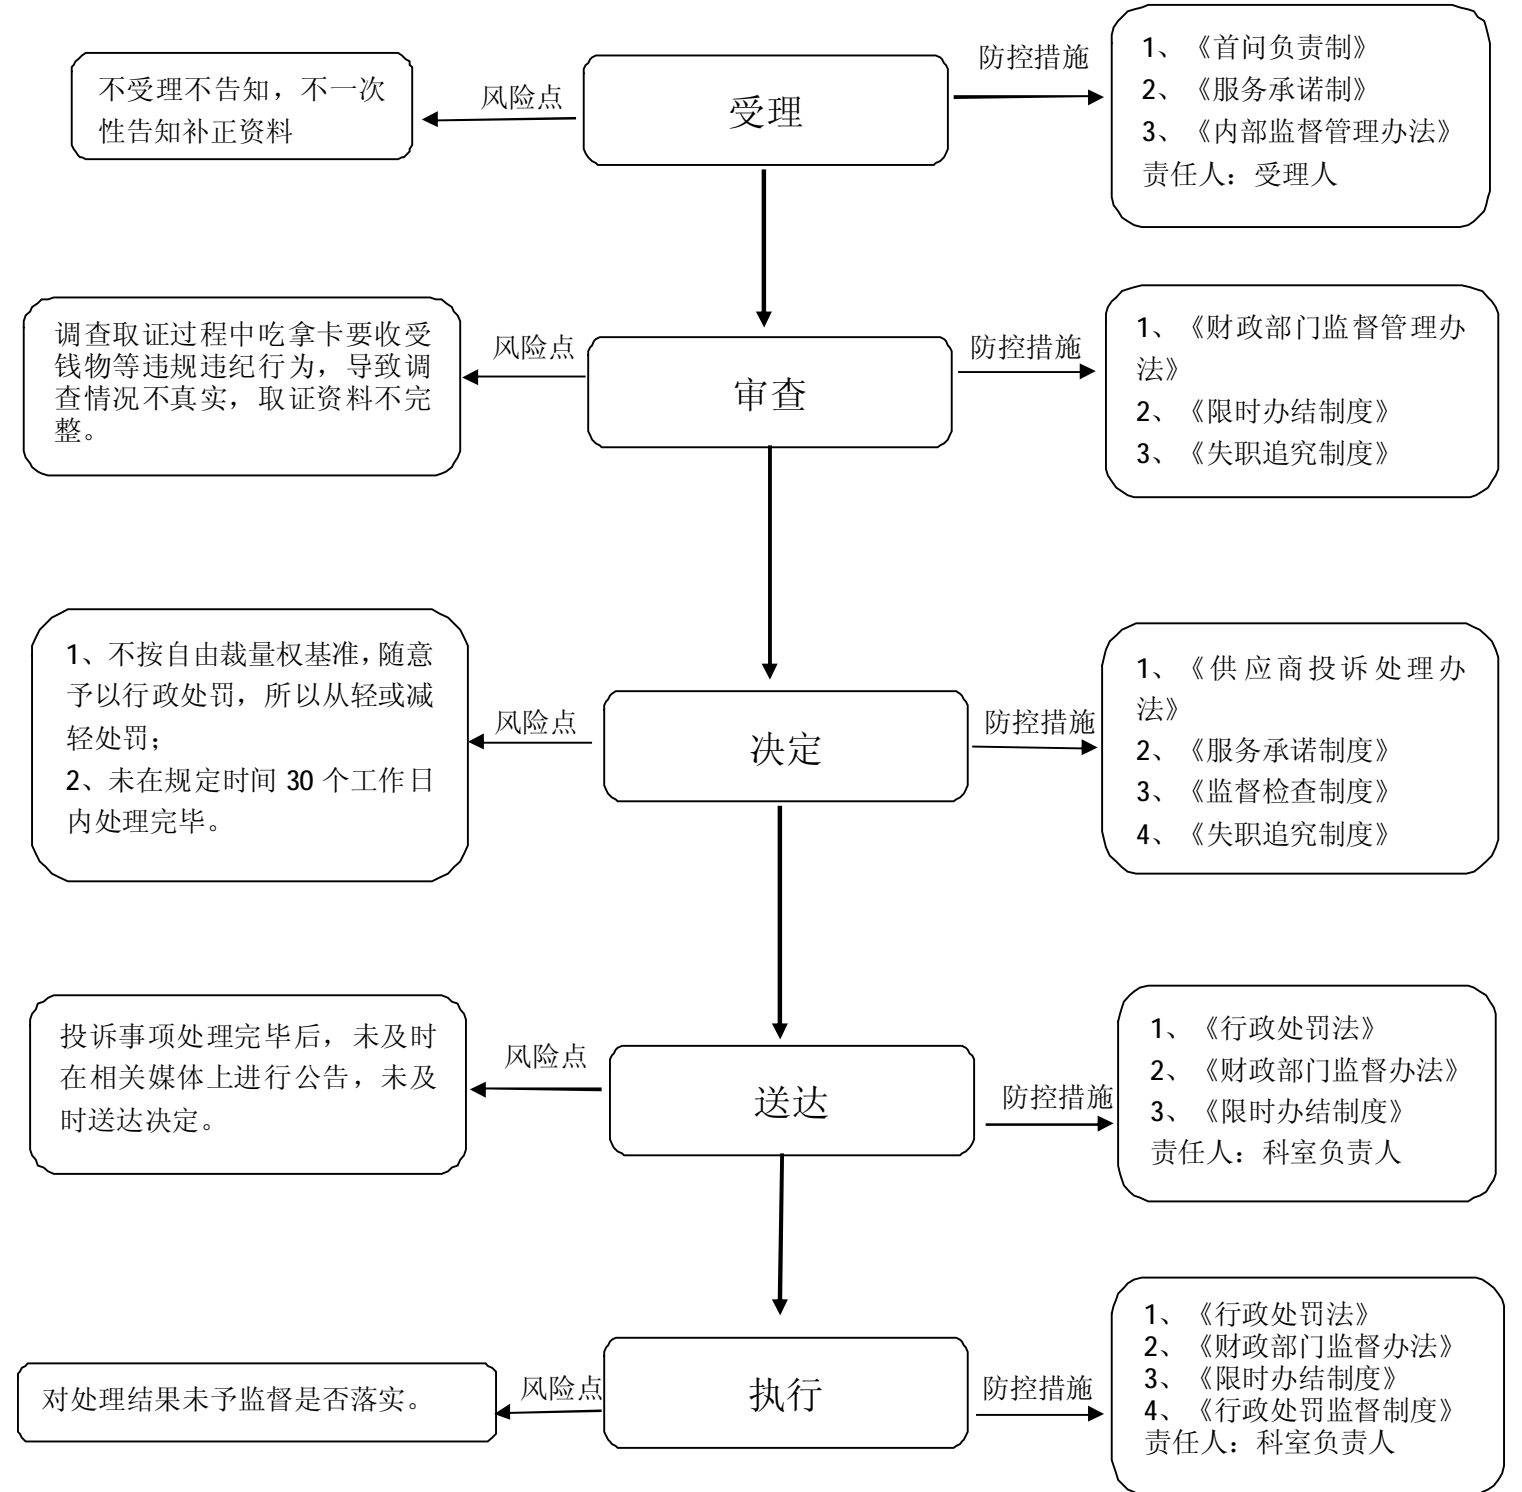 不受理不告知，不一次
性告知补正资料
风险点
受理
防控措施
1、《首问负责制》
2、《服务承诺制》
3、《内部监督管理办法》
责任人：受理人
调查取证过程中吃拿卡要收受
钱物等违规违纪行为，导致调
查情况不真实，取证资料不完
整。
风险点
审查
防控措施
1、《财政部门监督管理办
法》
2、《限时办结制度》
3、《失职追究制度》
1、不按自由裁量权基准，随意
予以行政处罚，所以从轻或减
轻处罚；
2、未在规定时间 30 个工作日
内处理完毕。
风险点
决定
防控措施
1、《供应商投诉处理办
法》
2、《服务承诺制度》
3、《监督检查制度》
4、《失职追究制度》
投诉事项处理完毕后，未及时
在相关媒体上进行公告，未及
时送达决定。
风险点
送达
防控措施
1、《行政处罚法》
2、《财政部门监督办法》
3、《限时办结制度》
责任人：科室负责人
对处理结果未予监督是否落实。
风险点
执行
防控措施
1、《行政处罚法》
2、《财政部门监督办法》
3、《限时办结制度》
4、《行政处罚监督制度》
责任人：科室负责人